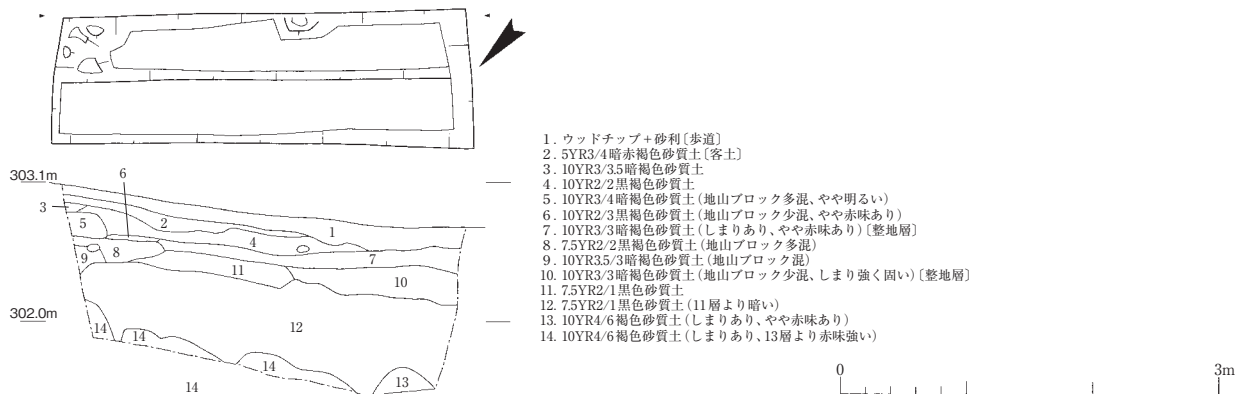 1. ウッドチップ+砂利〔歩道〕
2. 5YR3/4暗赤褐色砂質土〔客土〕
3. 10YR3/3.5暗褐色砂質土
4. 10YR2/2黒褐色砂質土
5. 10YR3/4暗褐色砂質土(地山ブロック多混、やや明るい)
6. 10YR2/3黒褐色砂質土(地山ブロック少混、やや赤味あり)
7. 10YR3/3暗褐色砂質土(しまりあり、やや赤味あり)〔整地層〕
8. 7.5YR2/2黒褐色砂質土(地山ブロック多混)
9. 10YR3.5/3暗褐色砂質土(地山ブロック混)
10. 10YR3/3暗褐色砂質土(地山ブロック少混、しまり強く固い)〔整地層〕
11. 7.5YR2/1黒色砂質土
12. 7.5YR2/1黒色砂質土(11層より暗い)
13. 10YR4/6褐色砂質土(しまりあり、やや赤味あり)
14. 10YR4/6褐色砂質土(しまりあり、13層より赤味強い)
303.1m
6
3
5
2
1
4
9
8
7
11
10
302.0m
12
14
14
14
13
14
0
3m